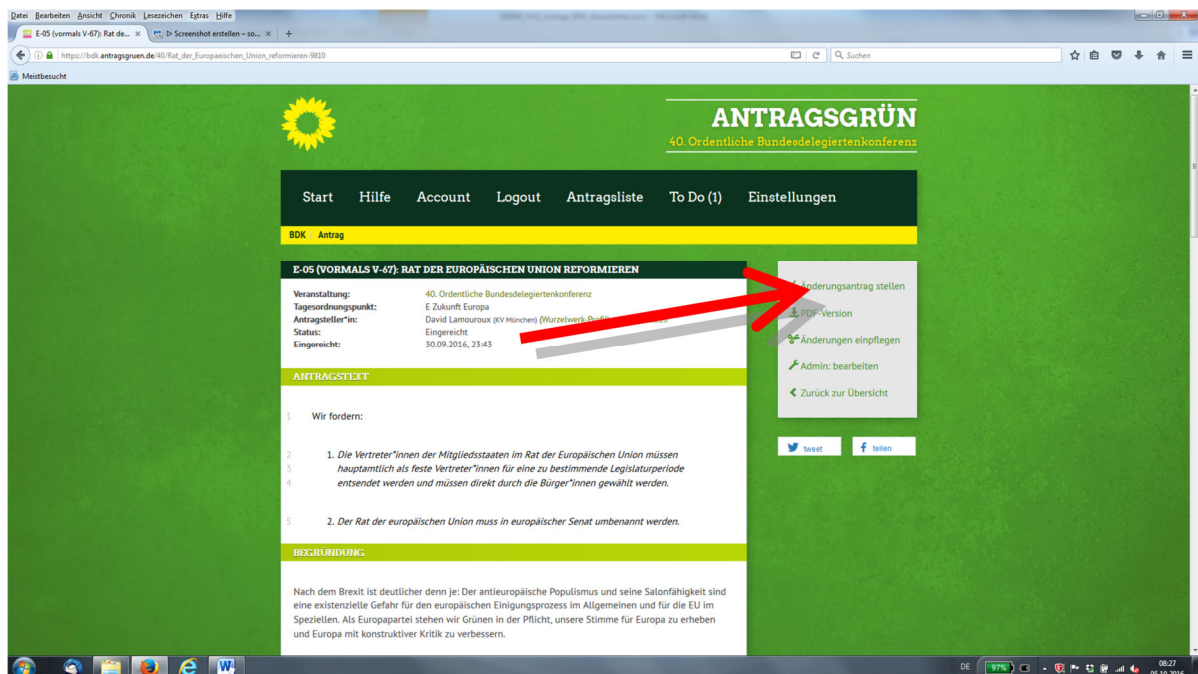 Datei Bearbeiten Ansicht Chronik Lesezeichen Extras Hilfe
E-05 (vormals V-67): Rat de... × Screenshot erstellen – so... × +
https://bdk.antragsgruen.de/40/Rat_der_Europaeischen_Union_reformieren-9810 Suchen
Meistbesucht
ANTRAGSGRÜN
40. Ordentliche Bundesdelegiertenkonferenz
Start Hilfe Account Logout Antragsliste To Do (1) Einstellungen
BDK Antrag
E-05 (VORMALS V-67): RAT DER EUROPÄISCHEN UNION REFORMIEREN
Veranstaltung: 40. Ordentliche Bundesdelegiertenkonferenz
Tagesordnungspunkt: E Zukunft Europa
Antragsteller*in: David Lamouroux (KV München) (Wurzelwerk-Profil)
Status: Eingereicht
Eingereicht: 30.09.2016, 23:43
Änderungsantrag stellen
PDF-Version
Änderungen einpflegen
Admin: bearbeiten
Zurück zur Übersicht
tweet teilen
ANTRAGSTEXT
1 Wir fordern:
2 1. Die Vertreter*innen der Mitgliedsstaaten im Rat der Europäischen Union müssen
3 hauptamtlich als feste Vertreter*innen für eine zu bestimmende Legislaturperiode
4 entsendet werden und müssen direkt durch die Bürger*innen gewählt werden.
5 2. Der Rat der europäischen Union muss in europäischer Senat umbenannt werden.
BEGRÜNDUNG
Nach dem Brexit ist deutlicher denn je: Der antieuropäische Populismus und seine Salonfähigkeit sind
eine existenzielle Gefahr für den europäischen Einigungsprozess im Allgemeinen und für die EU im
Speziellen. Als Europapartei stehen wir Grünen in der Pflicht, unsere Stimme für Europa zu erheben
und Europa mit konstruktiver Kritik zu verbessern.
DE 97% 08:27
05.10.2016